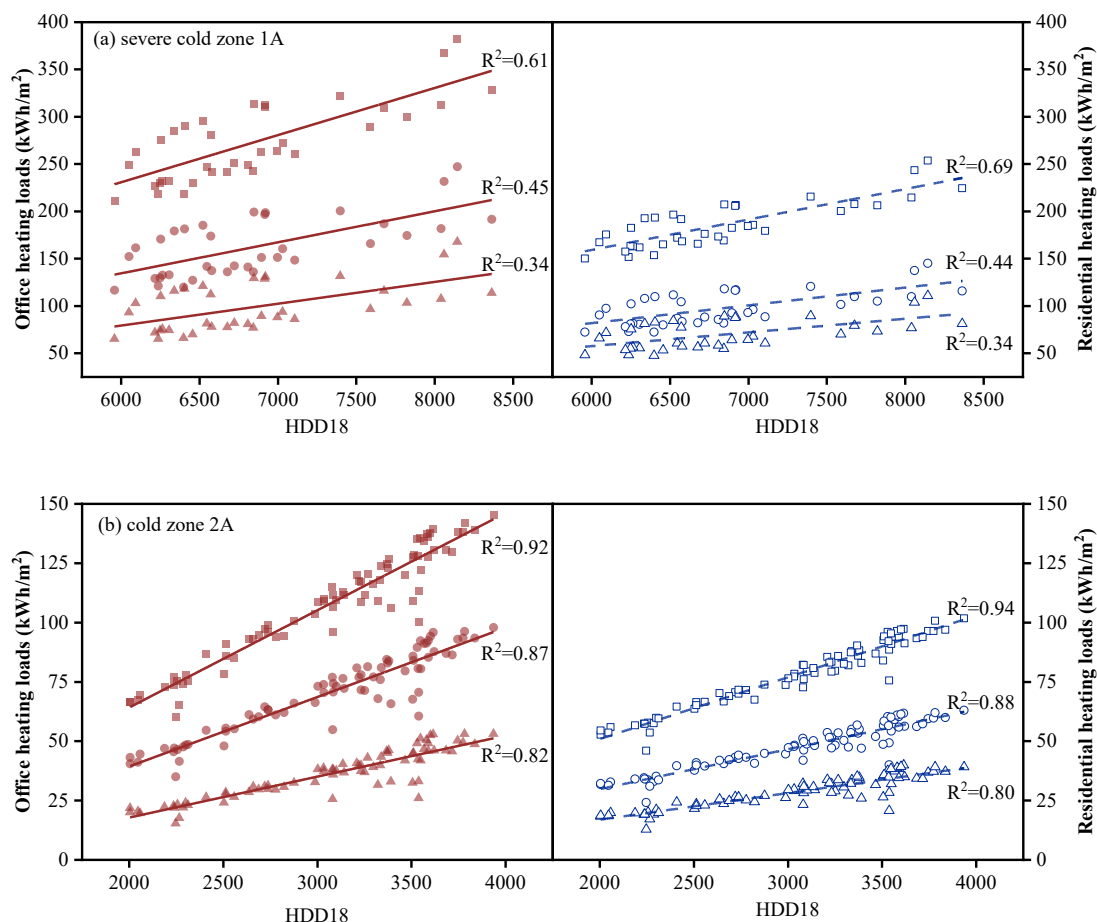 (a) severe cold zone 1A
Office heating loads (kWh/m²)
400
350
300
250
200
150
100
50
R²=0.61
R²=0.45
R²=0.34
6000 6500 7000 7500 8000 8500
HDD18
R²=0.69
R²=0.44
R²=0.34
6000 6500 7000 7500 8000 8500
HDD18
400
350
300
250
200
150
100
50
Residential heating loads (kWh/m²)
(b) cold zone 2A
Office heating loads (kWh/m²)
150
125
100
75
50
25
0
R²=0.92
R²=0.87
R²=0.82
2000 2500 3000 3500 4000
HDD18
R²=0.94
R²=0.88
R²=0.80
2000 2500 3000 3500 4000
HDD18
150
125
100
75
50
25
0
Residential heating loads (kWh/m²)